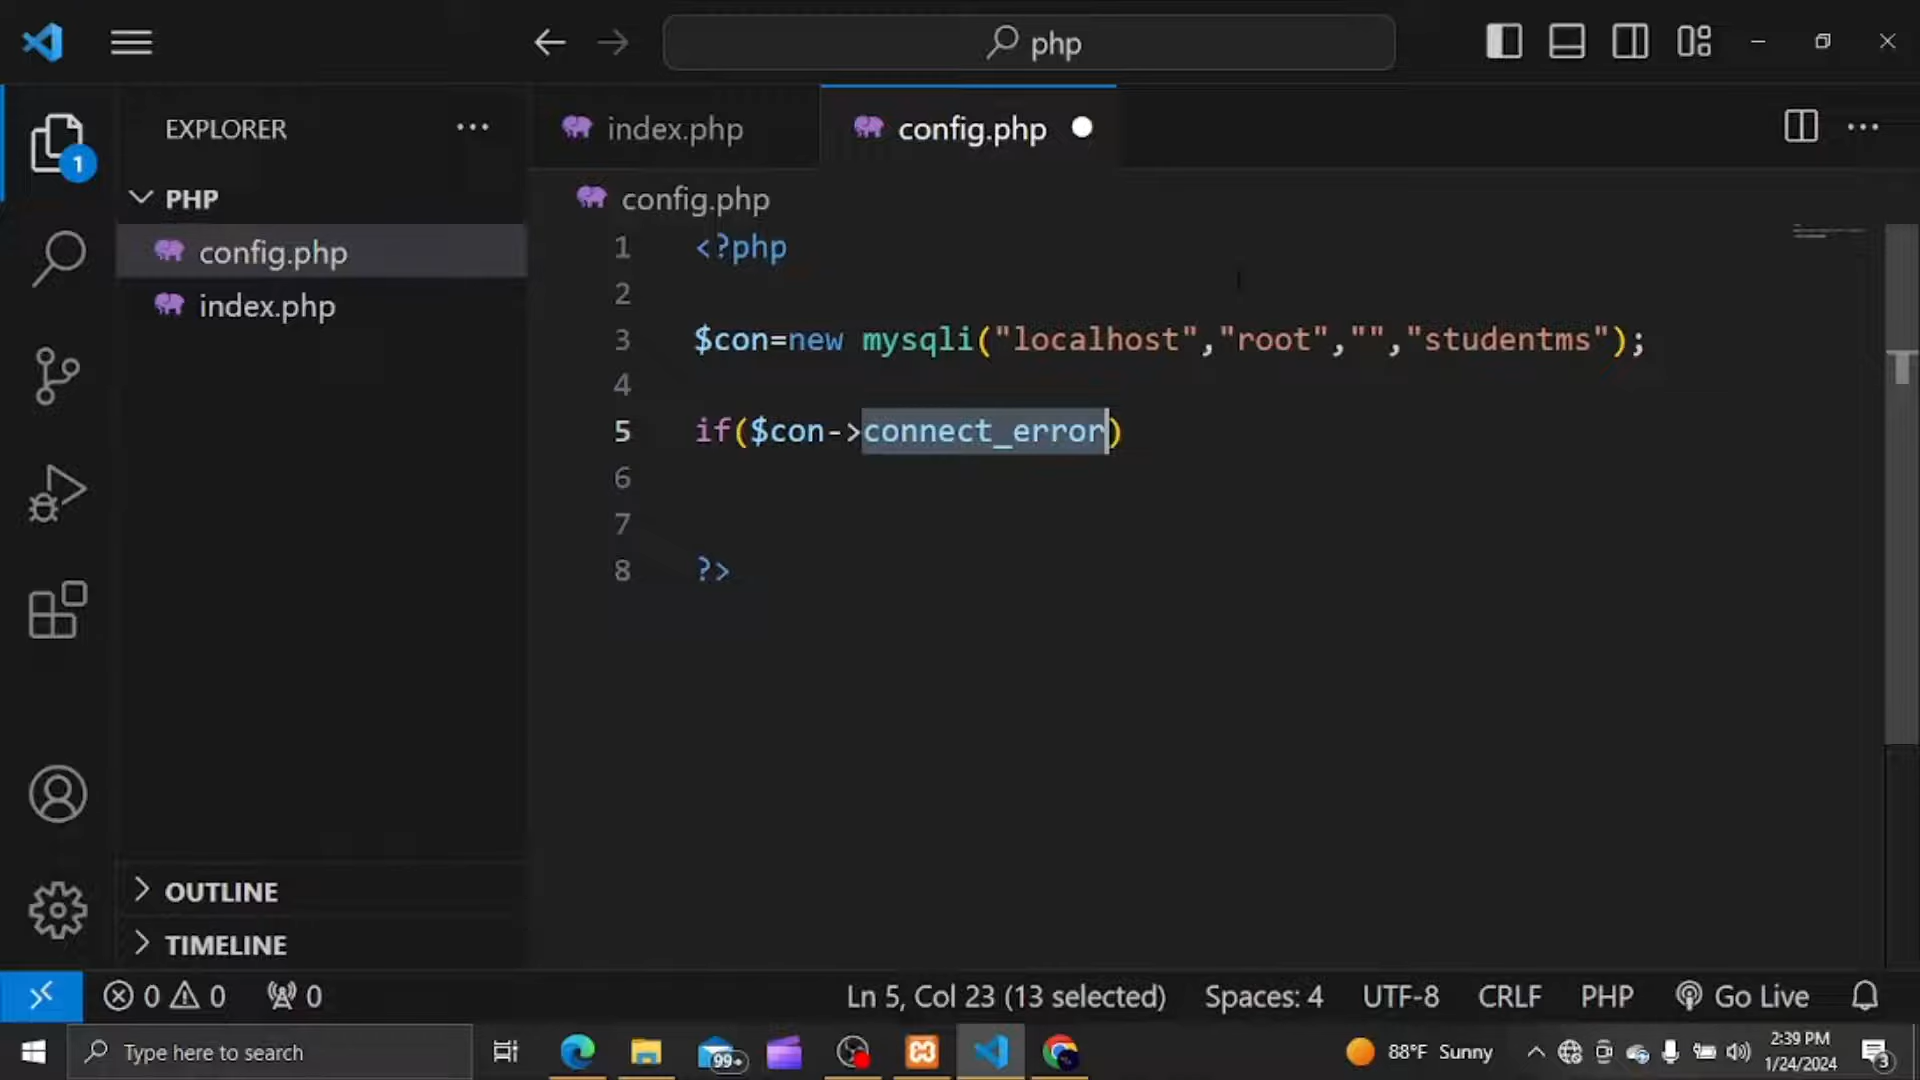 php
EXPLORER
index.php
config.php
1
PHP
config.php
config.php
index.php
1 <?php
2
3 $con=new mysqli("localhost","root","","studentms");
4
5 if($con->connect_error)
6
7
8 ?>
OUTLINE
TIMELINE
0 0 0
Ln 5, Col 23 (13 selected)
Spaces: 4
UTF-8
CRLF
PHP
Go Live
Type here to search
99+
88°F Sunny
2:39 PM
1/24/2024
3